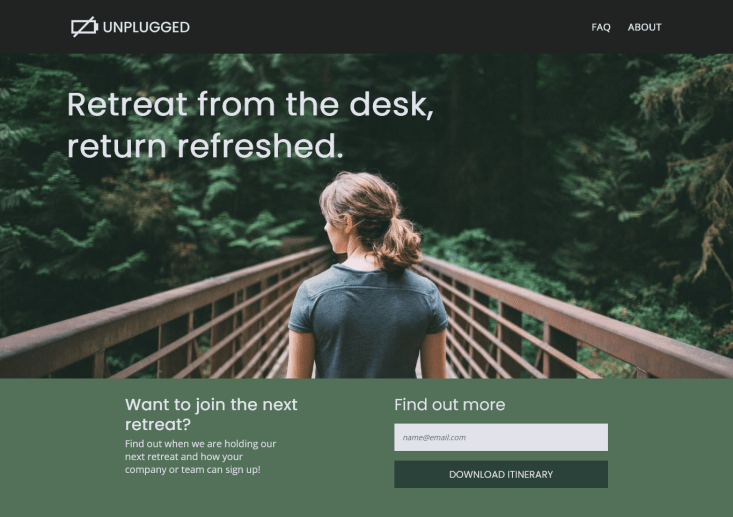 UNPLUGGED
FAQ
ABOUT
Retreat from the desk,
return refreshed.
Want to join the next
retreat?
Find out when we are holding our
next retreat and how your
company or team can sign up!
Find out more
name@email.com
DOWNLOAD ITINERARY